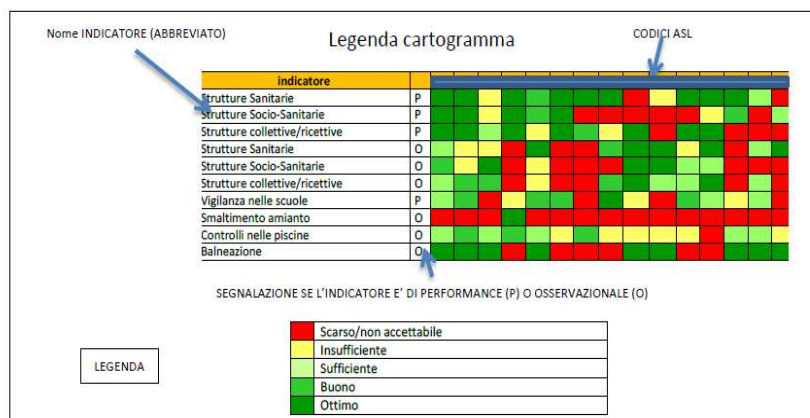 Nome INDICATORE (ABBREVIATO)
Legenda cartogramma
CODICI ASL
indicatore
Strutture Sanitarie P
Strutture Socio-Sanitarie P
Strutture collettive/ricettive P
Strutture Sanitarie O
Strutture Socio-Sanitarie O
Strutture collettive/ricettive O
Vigilanza nelle scuole P
Smaltimento amianto O
Controlli nelle piscine O
Balneazione O
SEGNALAZIONE SE L'INDICATORE E' DI PERFORMANCE (P) O OSSERVAZIONALE (O)
LEGENDA
Scarso/non accettabile
Insufficiente
Sufficiente
Buono
Ottimo